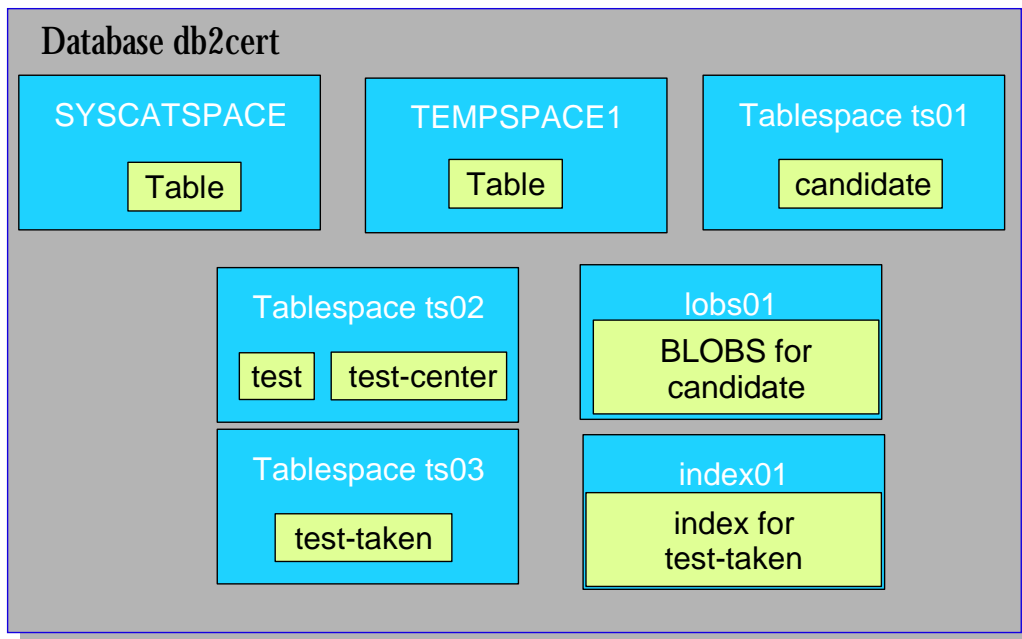 Database db2cert
SYSCATSPACE
Table
TEMPSPACE1
Table
Tablespace ts01
candidate
Tablespace ts02
test
test-center
lobs01
BLOBS for
candidate
Tablespace ts03
test-taken
index01
index for
test-taken